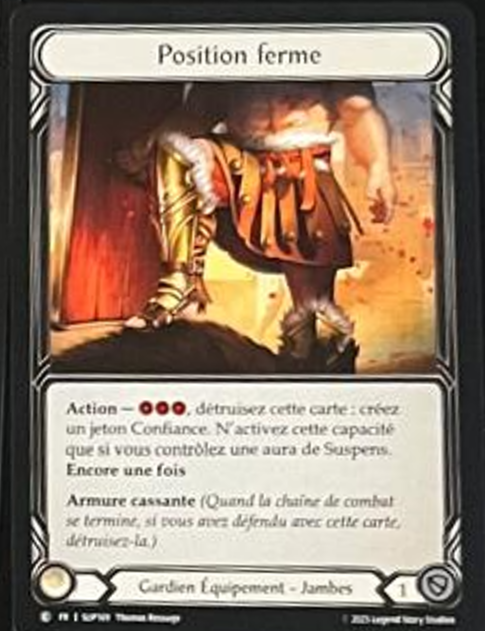 Position ferme
Action – , détruisez cette carte : créez
un jeton Confiance. N'activez cette capacité
que si vous contrôlez une aura de Suspens.
Encore une fois
Armure cassante (Quand la chaîne de combat
se termine, si vous avez défendu avec cette carte,
détruisez-la.)
Gardien Équipement – Jambes
1
C FR SUP169 Thomas Rouvage
© 2025 Legend Story Studios